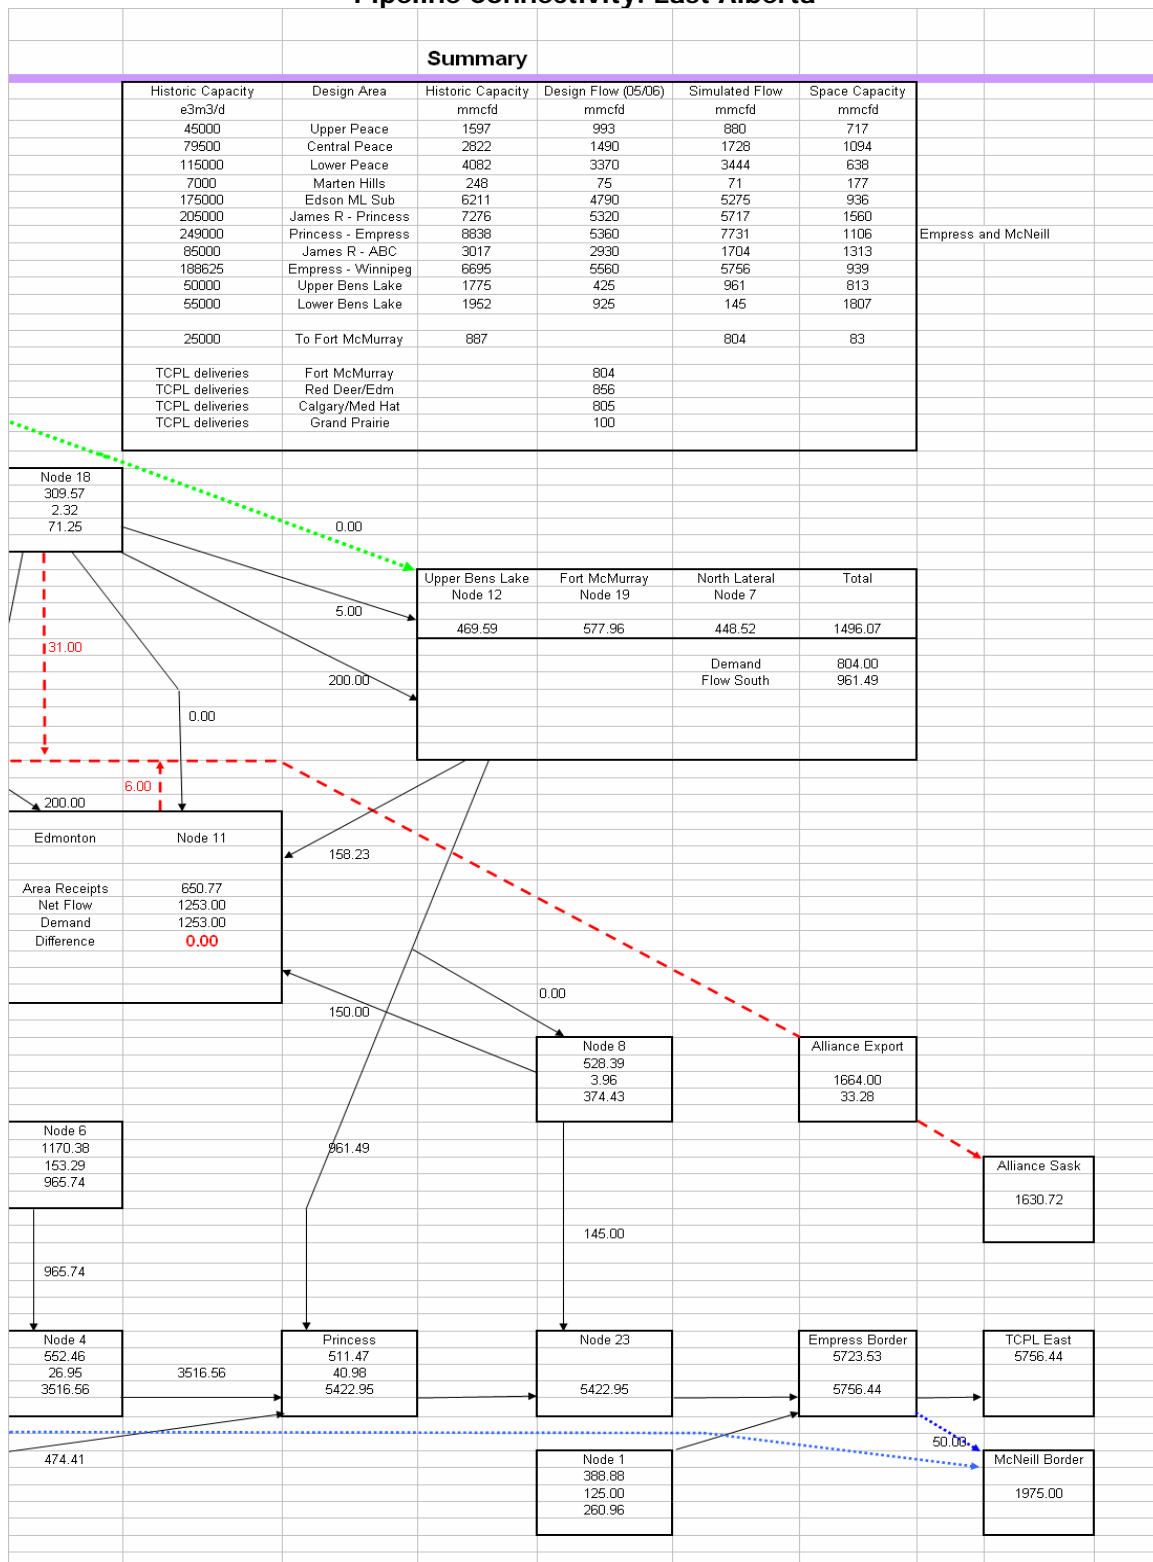 Pipeline Connectivity: East Alberta
Summary
Historic Capacity Design Area Historic Capacity Design Flow (05/06) Simulated Flow Space Capacity
e3m3/d mmcfd mmcfd mmcfd mmcfd
45000 Upper Peace 1597 993 880 717
79500 Central Peace 2822 1490 1728 1094
115000 Lower Peace 4082 3370 3444 638
7000 Marten Hills 248 75 71 177
175000 Edson ML Sub 6211 4790 5275 936
205000 James R - Princess 7276 5320 5717 1560
249000 Princess - Empress 8838 5360 7731 1106 Empress and McNeill
85000 James R - ABC 3017 2930 1704 1313
188625 Empress - Winnipeg 6695 5560 5756 939
50000 Upper Bens Lake 1775 425 961 813
55000 Lower Bens Lake 1952 925 145 1807
25000 To Fort McMurray 887 804 83
TCPL deliveries Fort McMurray 804
TCPL deliveries Red Deer/Edm 856
TCPL deliveries Calgary/Med Hat 805
TCPL deliveries Grand Prairie 100
Node 18
309.57
2.32
71.25
0.00
Upper Bens Lake Fort McMurray North Lateral Total
Node 12 Node 19 Node 7
5.00
469.59 577.96 448.52 1496.07
31.00
Demand 804.00
200.00 Flow South 961.49
0.00
6.00
200.00
Edmonton Node 11
158.23
Area Receipts 650.77
Net Flow 1253.00
Demand 1253.00
Difference 0.00
0.00
150.00
Node 8
528.39
3.96
374.43
Alliance Export
1664.00
33.28
Node 6
1170.38
153.29
965.74
961.49
Alliance Sask
1630.72
145.00
965.74
Node 4
552.46
26.95
3516.56
3516.56
Princess
511.47
40.98
5422.95
Node 23
5422.95
Empress Border
5723.53
5756.44
TCPL East
5756.44
50.00
474.41
Node 1
388.88
125.00
260.96
McNeill Border
1975.00